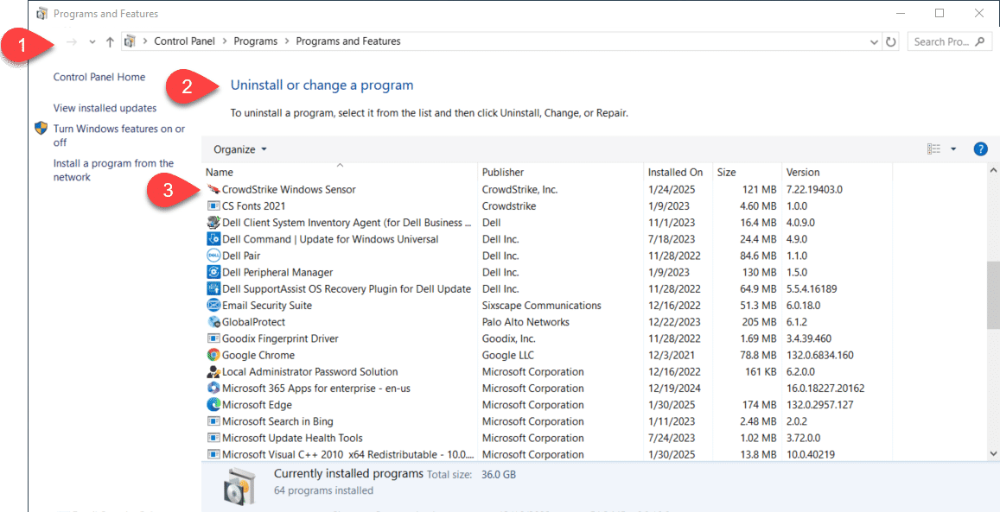 Programs and Features
1
Control Panel > Programs > Programs and Features
Search Pro...
Control Panel Home
View installed updates
Turn Windows features on or
off
Install a program from the
network
2
Uninstall or change a program
To uninstall a program, select it from the list and then click Uninstall, Change, or Repair.
Organize
?
Name Publisher Installed On Size Version
3
CrowdStrike Windows Sensor CrowdStrike, Inc. 1/24/2025 121 MB 7.22.19403.0
CS Fonts 2021 Crowdstrike 1/9/2023 4.60 MB 1.0.0
Dell Client System Inventory Agent (for Dell Business ... Dell 11/1/2023 16.4 MB 4.0.9.0
Dell Command | Update for Windows Universal Dell Inc. 7/18/2023 24.4 MB 4.9.0
Dell Pair Dell Inc. 11/28/2022 84.6 MB 1.1.0
Dell Peripheral Manager Dell Inc. 1/9/2023 130 MB 1.5.0
Dell SupportAssist OS Recovery Plugin for Dell Update Dell Inc. 11/28/2022 64.9 MB 5.5.4.16189
Email Security Suite Sixscape Communications 12/16/2022 51.3 MB 6.0.18.0
GlobalProtect Palo Alto Networks 12/22/2023 205 MB 6.1.2
Goodix Fingerprint Driver Goodix, Inc. 11/28/2022 1.69 MB 3.4.39.460
Google Chrome Google LLC 12/3/2021 78.8 MB 132.0.6834.160
Local Administrator Password Solution Microsoft Corporation 12/16/2022 161 KB 6.2.0.0
Microsoft 365 Apps for enterprise - en-us Microsoft Corporation 12/19/2024 16.0.18227.20162
Microsoft Edge Microsoft Corporation 1/30/2025 174 MB 132.0.2957.127
Microsoft Search in Bing Microsoft Corporation 1/11/2023 2.48 MB 2.0.2
Microsoft Update Health Tools Microsoft Corporation 7/24/2023 1.02 MB 3.72.0.0
Microsoft Visual C++ 2010 x64 Redistributable - 10.0.... Microsoft Corporation 1/30/2025 13.8 MB 10.0.40219
Currently installed programs Total size: 36.0 GB
64 programs installed